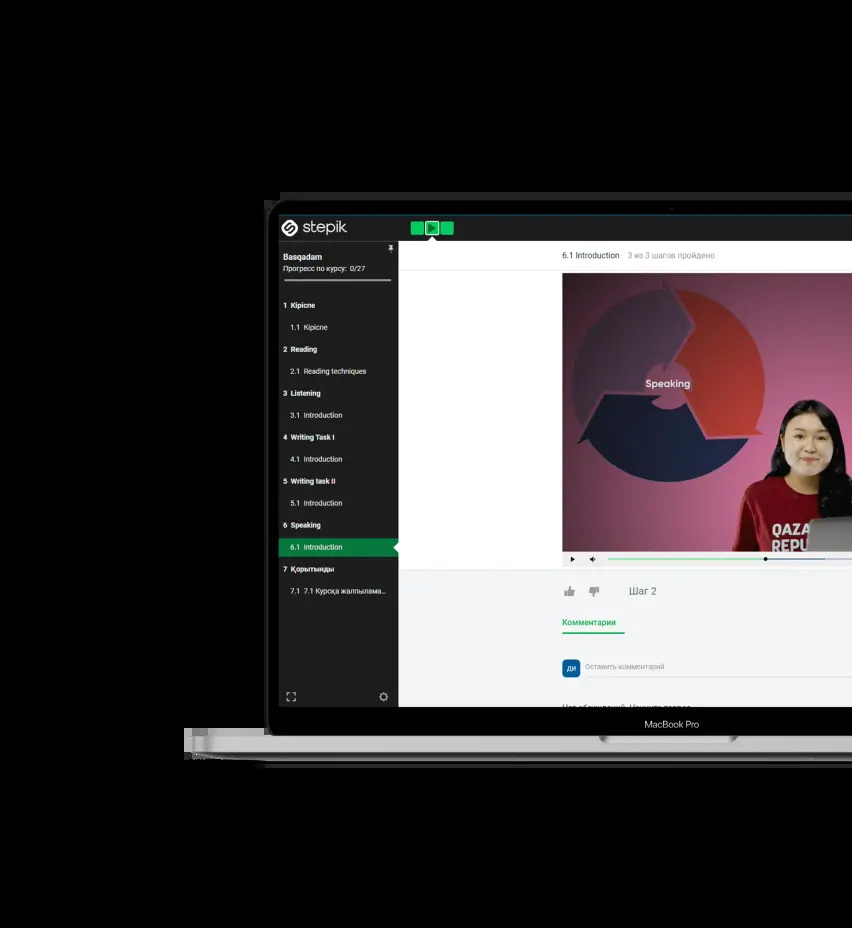 stepik
Basqadam
Прогресс по курсу: 0/27
1 Кіріспе
1.1 Кіріспе
2 Reading
2.1 Reading techniques
3 Listening
3.1 Introduction
4 Writing Task I
4.1 Introduction
5 Writing task II
5.1 Introduction
6 Speaking
6.1 Introduction
7 Қорытынды
7.1 7.1 Курсқа жалпылама...
6.1 Introduction 3 из 3 шагов пройдено
Speaking
QAZA
REPU
Шаг 2
Комментарии
ДИ Оставить комментарий
MacBook Pro